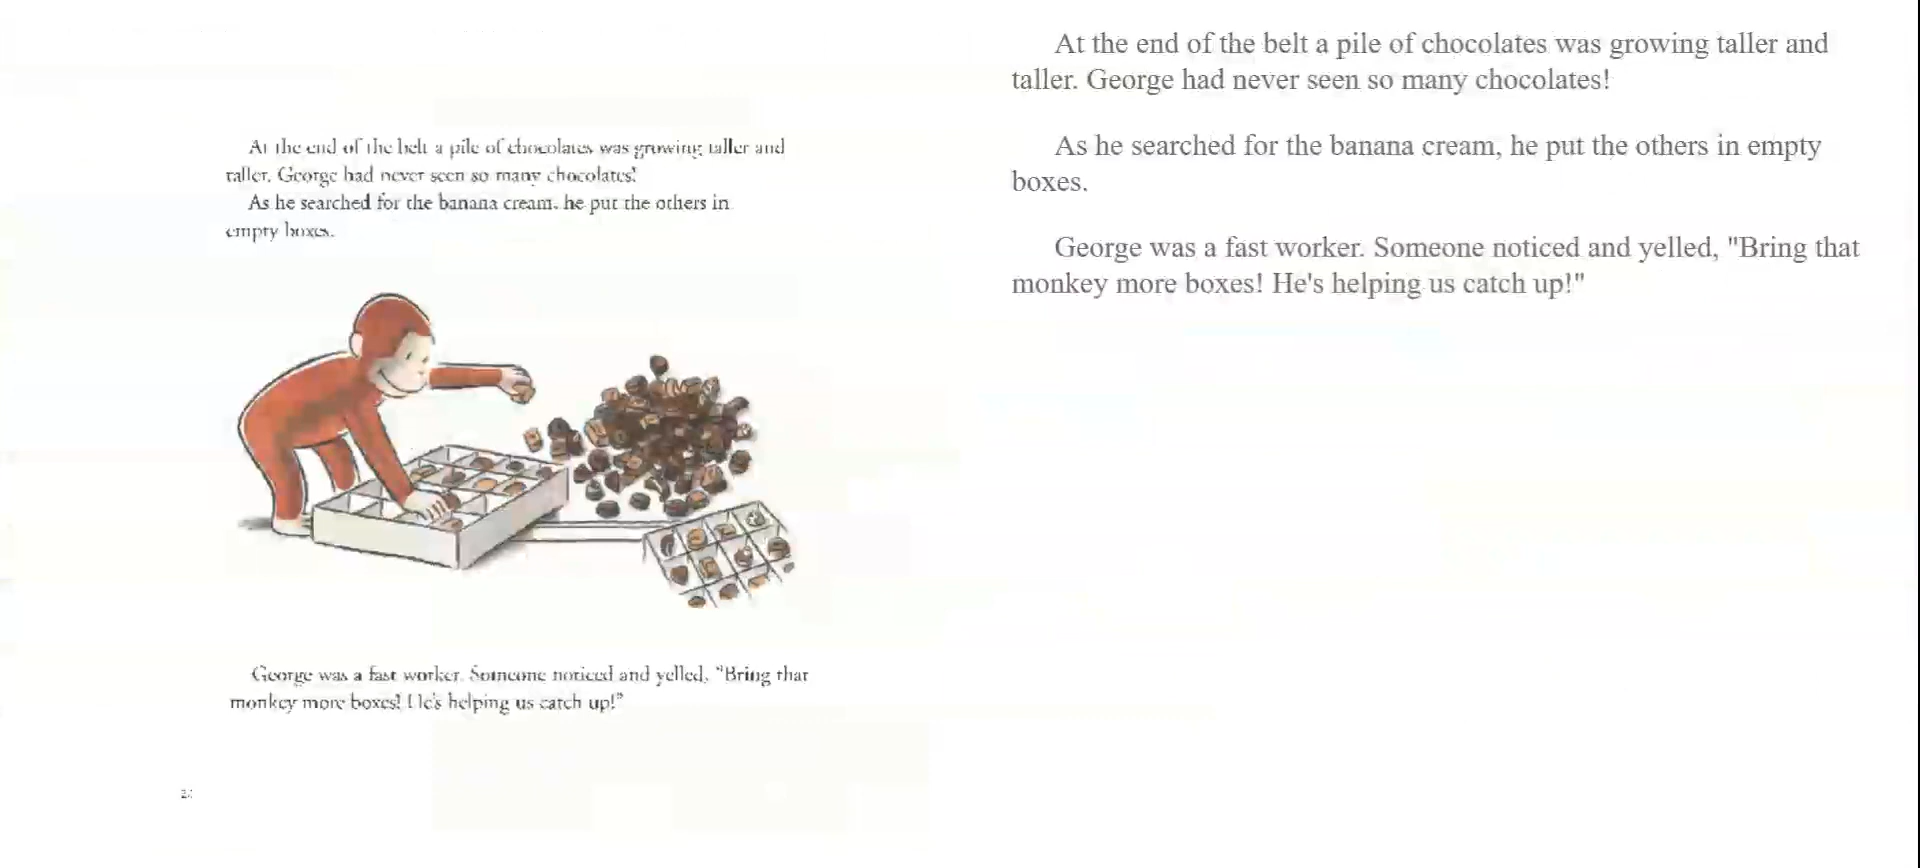 At the end of the belt a pile of chocolates was growing taller and
taller. George had never seen so many chocolates!
As he searched for the banana cream, he put the others in
empty boxes.
George was a fast worker. Someone noticed and yelled, "Bring that
monkey more boxes! He's helping us catch up!"
At the end of the belt a pile of chocolates was growing taller and
taller. George had never seen so many chocolates!
As he searched for the banana cream, he put the others in empty
boxes.
George was a fast worker. Someone noticed and yelled, "Bring that
monkey more boxes! He's helping us catch up!"